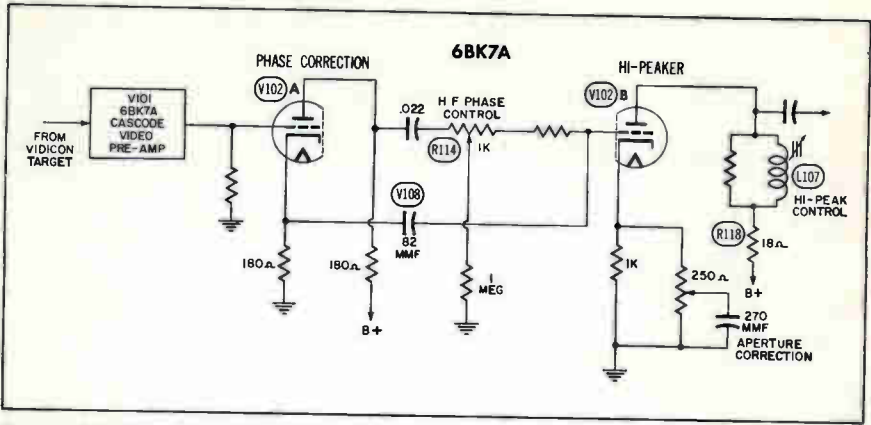 6BK7A
PHASE CORRECTION
HI-PEAKER
V102 A
V102 B
V101
6BK7A
CASCODE
VIDEO
PRE-AMP
FROM
VIDICON
TARGET
.022
H F PHASE
CONTROL
R114
1K
V108
82
MMF
180Ω
180Ω
B+
1
MEG
1K
250Ω
270
MMF
APERTURE
CORRECTION
L107
HI-PEAK
CONTROL
R118
18Ω
B+